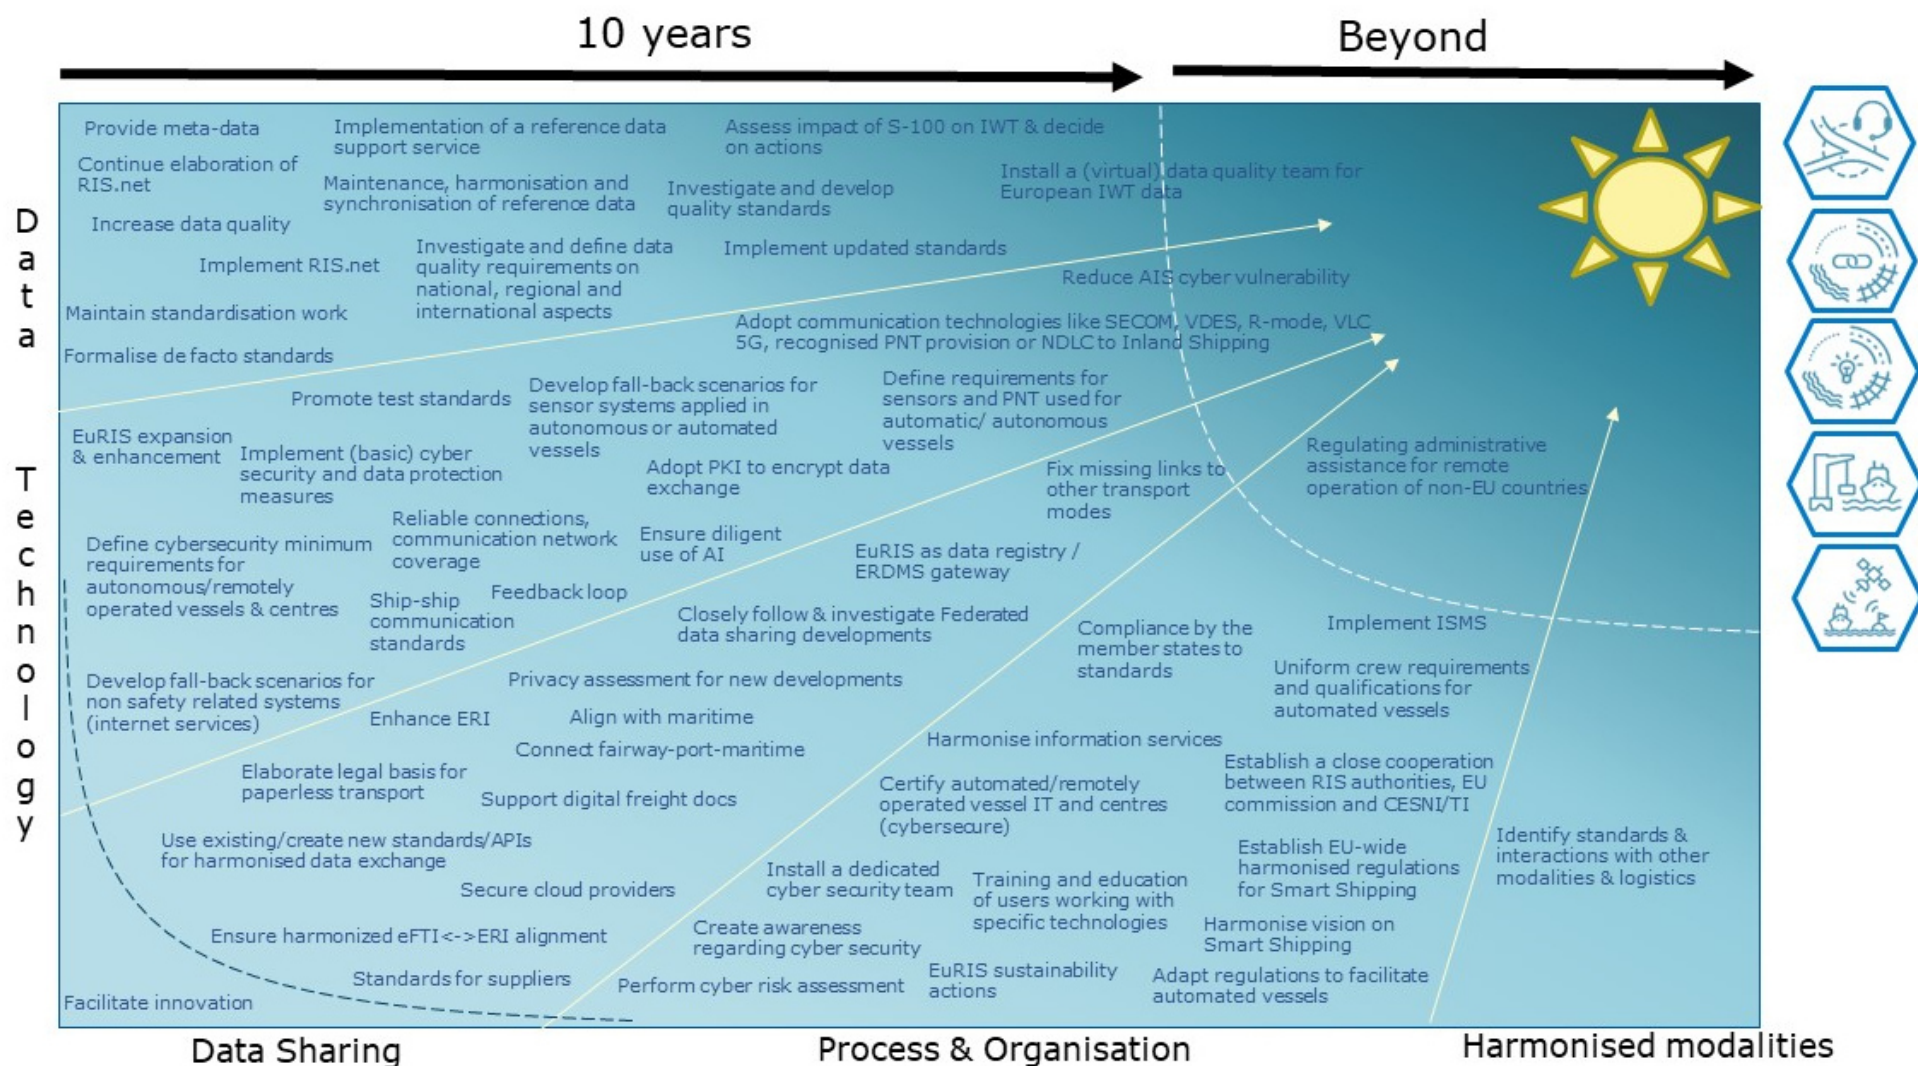 10 years
Beyond
Data
Technology
Provide meta-data
Continue elaboration of
RIS.net
Increase data quality
Implement RIS.net
Maintain standardisation work
Formalise de facto standards
Implementation of a reference data
support service
Maintenance, harmonisation and
synchronisation of reference data
Investigate and define data
quality requirements on
national, regional and
international aspects
Assess impact of S-100 on IWT & decide
on actions
Investigate and develop
quality standards
Implement updated standards
Install a (virtual) data quality team for
European IWT data
Reduce AIS cyber vulnerability
Adopt communication technologies like SECOM, VDES, R-mode, VLC
5G, recognised PNT provision or NDLC to Inland Shipping
Promote test standards
Develop fall-back scenarios for
sensor systems applied in
autonomous or automated
vessels
Define requirements for
sensors and PNT used for
automatic/ autonomous
vessels
EuRIS expansion
& enhancement
Implement (basic) cyber
security and data protection
measures
Adopt PKI to encrypt data
exchange
Fix missing links to
other transport
modes
Regulating administrative
assistance for remote
operation of non-EU countries
Define cybersecurity minimum
requirements for
autonomous/remotely
operated vessels & centres
Reliable connections,
communication network
coverage
Ensure diligent
use of AI
EuRIS as data registry /
ERDMS gateway
Feedback loop
Ship-ship
communication
standards
Closely follow & investigate Federated
data sharing developments
Compliance by the
member states to
standards
Implement ISMS
Develop fall-back scenarios for
non safety related systems
(internet services)
Privacy assessment for new developments
Uniform crew requirements
and qualifications for
automated vessels
Enhance ERI
Align with maritime
Connect fairway-port-maritime
Harmonise information services
Elaborate legal basis for
paperless transport
Support digital freight docs
Certify automated/remotely
operated vessel IT and centres
(cybersecure)
Establish a close cooperation
between RIS authorities, EU
commission and CESNI/TI
Use existing/create new standards/APIs
for harmonised data exchange
Secure cloud providers
Install a dedicated
cyber security team
Training and education
of users working with
specific technologies
Establish EU-wide
harmonised regulations
for Smart Shipping
Identify standards &
interactions with other
modalities & logistics
Ensure harmonized eFTI<->ERI alignment
Create awareness
regarding cyber security
Harmonise vision on
Smart Shipping
Standards for suppliers
Perform cyber risk assessment
EuRIS sustainability
actions
Adapt regulations to facilitate
automated vessels
Facilitate innovation
Data Sharing
Process & Organisation
Harmonised modalities